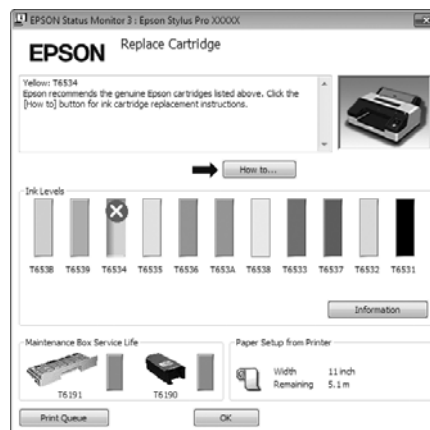 EPSON Status Monitor 3 : Epson Stylus Pro XXXXX
EPSON
Replace Cartridge
Yellow: T6534
Epson recommends the genuine Epson cartridges listed above. Click the
[How to] button for ink cartridge replacement instructions.
How to...
Ink Levels
T653B T6539 T6534 T6535 T6536 T653A T6538 T6533 T6537 T6532 T6531
Information
Maintenance Box Service Life
T6191 T6190
Paper Setup from Printer
Width 11 inch
Remaining 5.1 m
Print Queue
OK